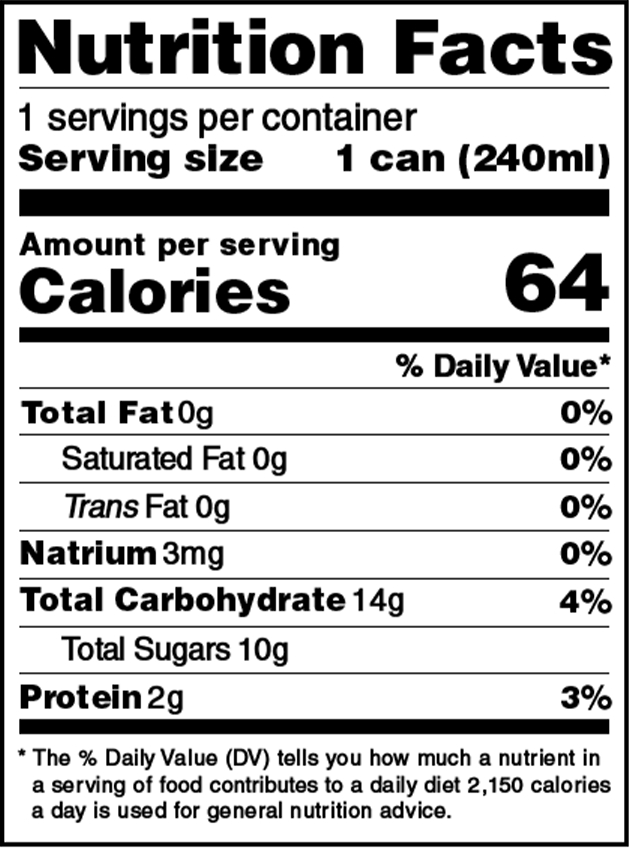 Nutrition Facts
1 servings per container
Serving size 1 can (240ml)
Amount per serving
Calories 64
% Daily Value*
Total Fat 0g 0%
Saturated Fat 0g 0%
Trans Fat 0g 0%
Natrium 3mg 0%
Total Carbohydrate 14g 4%
Total Sugars 10g
Protein 2g 3%
* The % Daily Value (DV) tells you how much a nutrient in
a serving of food contributes to a daily diet 2,150 calories
a day is used for general nutrition advice.